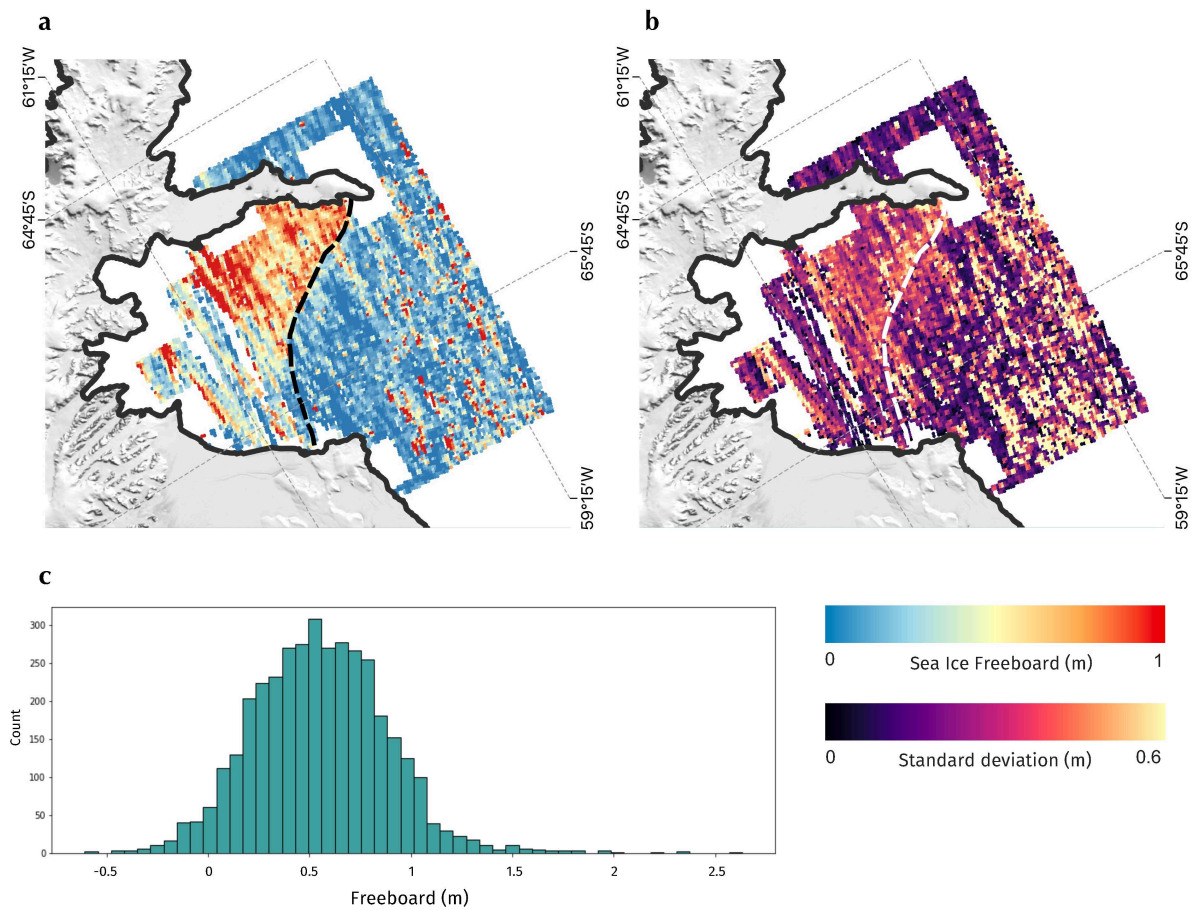 a
b
61°15′W
64°45′S
65°45′S
59°15′W
61°15′W
64°45′S
65°45′S
59°15′W
c
300
250
200
150
100
50
0
Count
-0.5
0
0.5
1
1.5
2
2.5
Freeboard (m)
0
Sea Ice Freeboard (m)
1
0
Standard deviation (m)
0.6